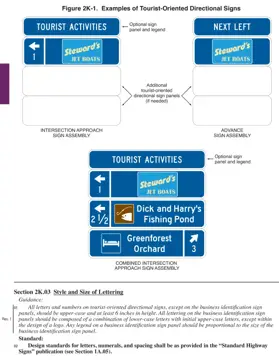 Figure 2K-1. Examples of Tourist-Oriented Directional Signs
TOURIST ACTIVITIES
Optional sign
panel and legend
NEXT LEFT
Steward's
JET BOATS
1
Steward's
JET BOATS
Additional
tourist-oriented
directional sign panels
(if needed)
INTERSECTION APPROACH
SIGN ASSEMBLY
ADVANCE
SIGN ASSEMBLY
TOURIST ACTIVITIES
Optional sign
panel and legend
1
Steward's
JET BOATS
2 1/2
Dick and Harry's
Fishing Pond
Greenforest
Orchard
3
COMBINED INTERSECTION
APPROACH SIGN ASSEMBLY
Section 2K.03 Style and Size of Lettering
Guidance:
All letters and numbers on tourist-oriented directional signs, except on the business identification sign
panels, should be upper-case and at least 6 inches in height. All lettering on the business identification sign
panels should be composed of a combination of lower-case letters with initial upper-case letters, except within
the design of a logo. Any legend on a business identification sign panel should be proportional to the size of the
business identification sign panel.
Standard:
Design standards for letters, numerals, and spacing shall be as provided in the "Standard Highway
Signs" publication (see Section 1A.05).